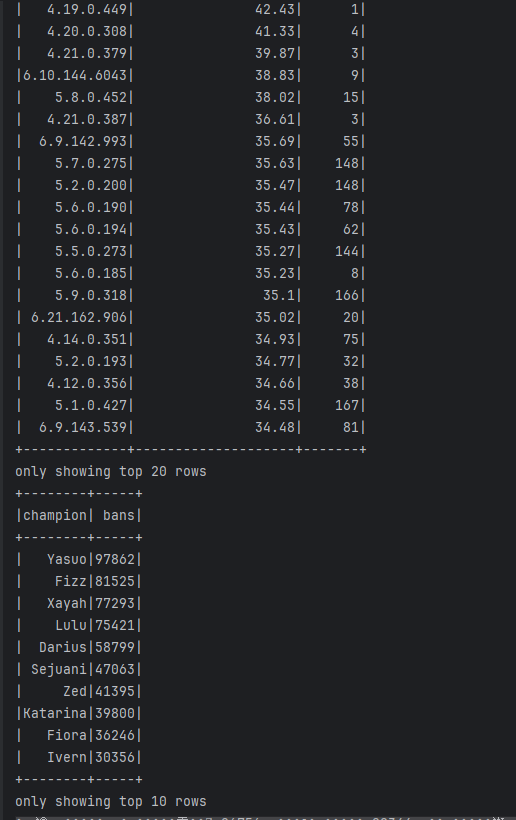 |    4.19.0.449|               42.43|      1|
|    4.20.0.308|               41.33|      4|
|    4.21.0.379|               39.87|      3|
|6.10.144.6043|               38.83|      9|
|     5.8.0.452|               38.02|     15|
|    4.21.0.387|               36.61|      3|
|   6.9.142.993|               35.69|     55|
|     5.7.0.275|               35.63|    148|
|     5.2.0.200|               35.47|    148|
|     5.6.0.190|               35.44|     78|
|     5.6.0.194|               35.43|     62|
|     5.5.0.273|               35.27|    144|
|     5.6.0.185|               35.23|      8|
|     5.9.0.318|                35.1|    166|
|  6.21.162.906|               35.02|     20|
|    4.14.0.351|               34.93|     75|
|     5.2.0.193|               34.77|     32|
|    4.12.0.356|               34.66|     38|
|     5.1.0.427|               34.55|    167|
|   6.9.143.539|               34.48|     81|
+-------------+--------------------+-------+
only showing top 20 rows
+--------+-----+
|champion| bans|
+--------+-----+
|   Yasuo|97862|
|    Fizz|81525|
|   Xayah|77293|
|    Lulu|75421|
|  Darius|58799|
| Sejuani|47063|
|     Zed|41395|
|Katarina|39800|
|   Fiora|36246|
|   Ivern|30356|
+--------+-----+
only showing top 10 rows